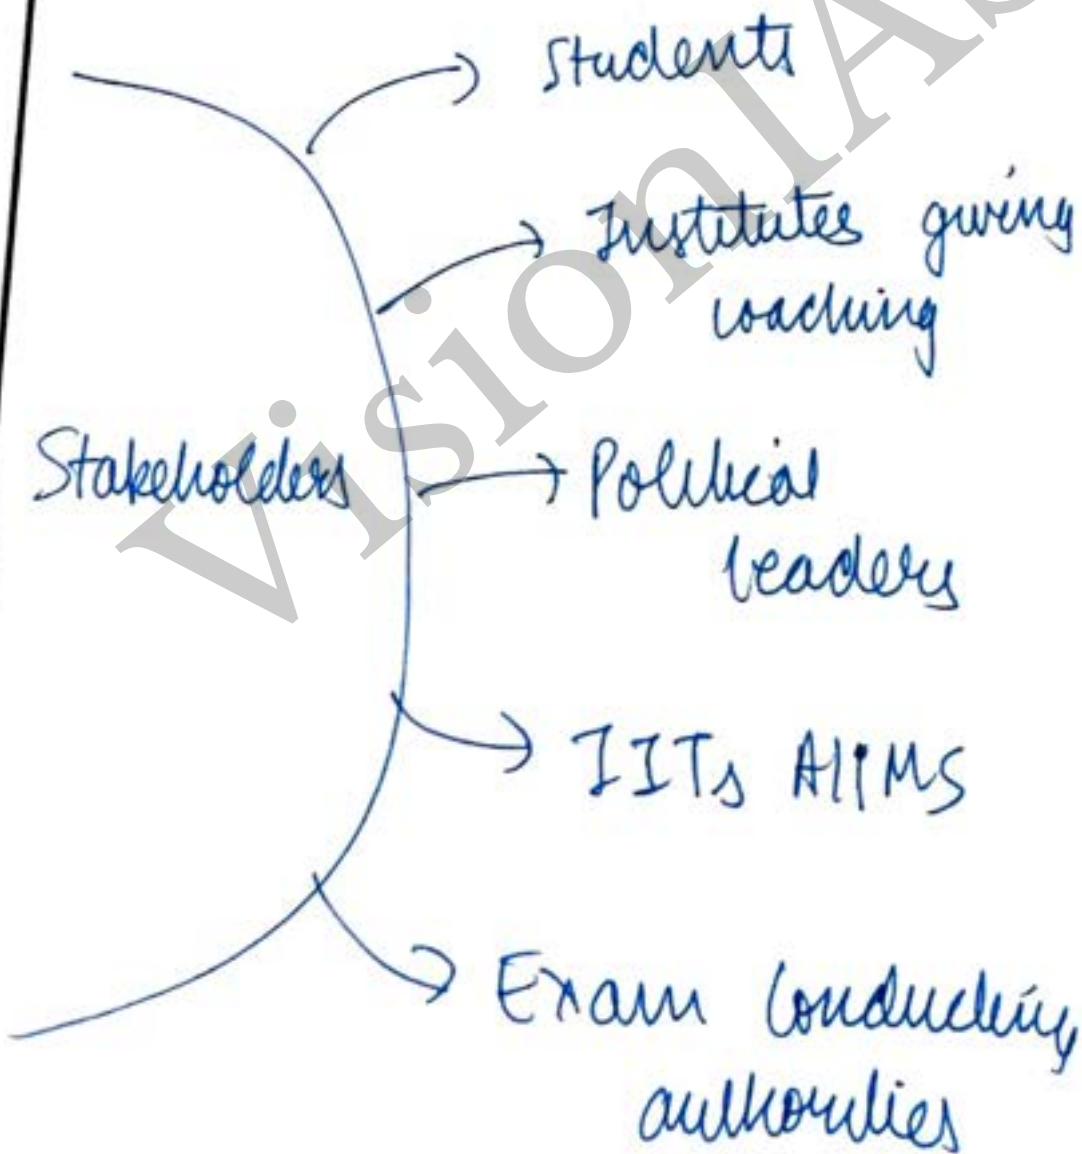 Students
Institutes giving
coaching
Stakeholders
Political
leaders
IITs AIIMS
Exam Conducting
authorities
VisionIAS